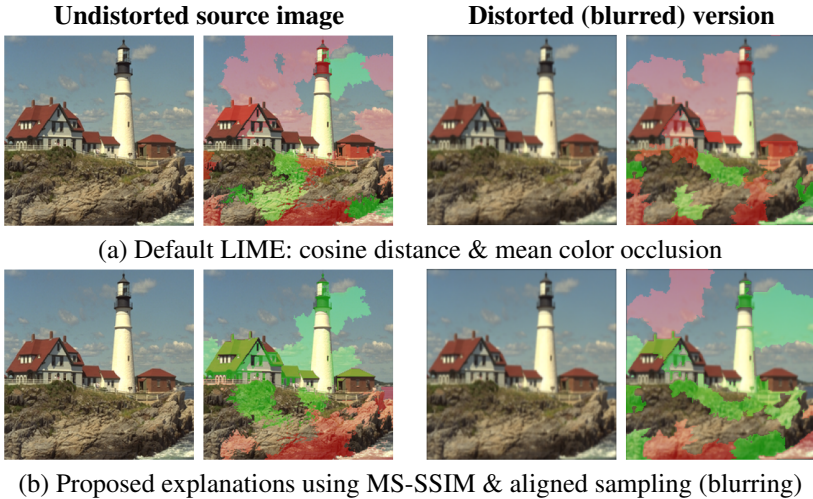 Undistorted source image
Distorted (blurred) version
(a) Default LIME: cosine distance & mean color occlusion
(b) Proposed explanations using MS-SSIM & aligned sampling (blurring)